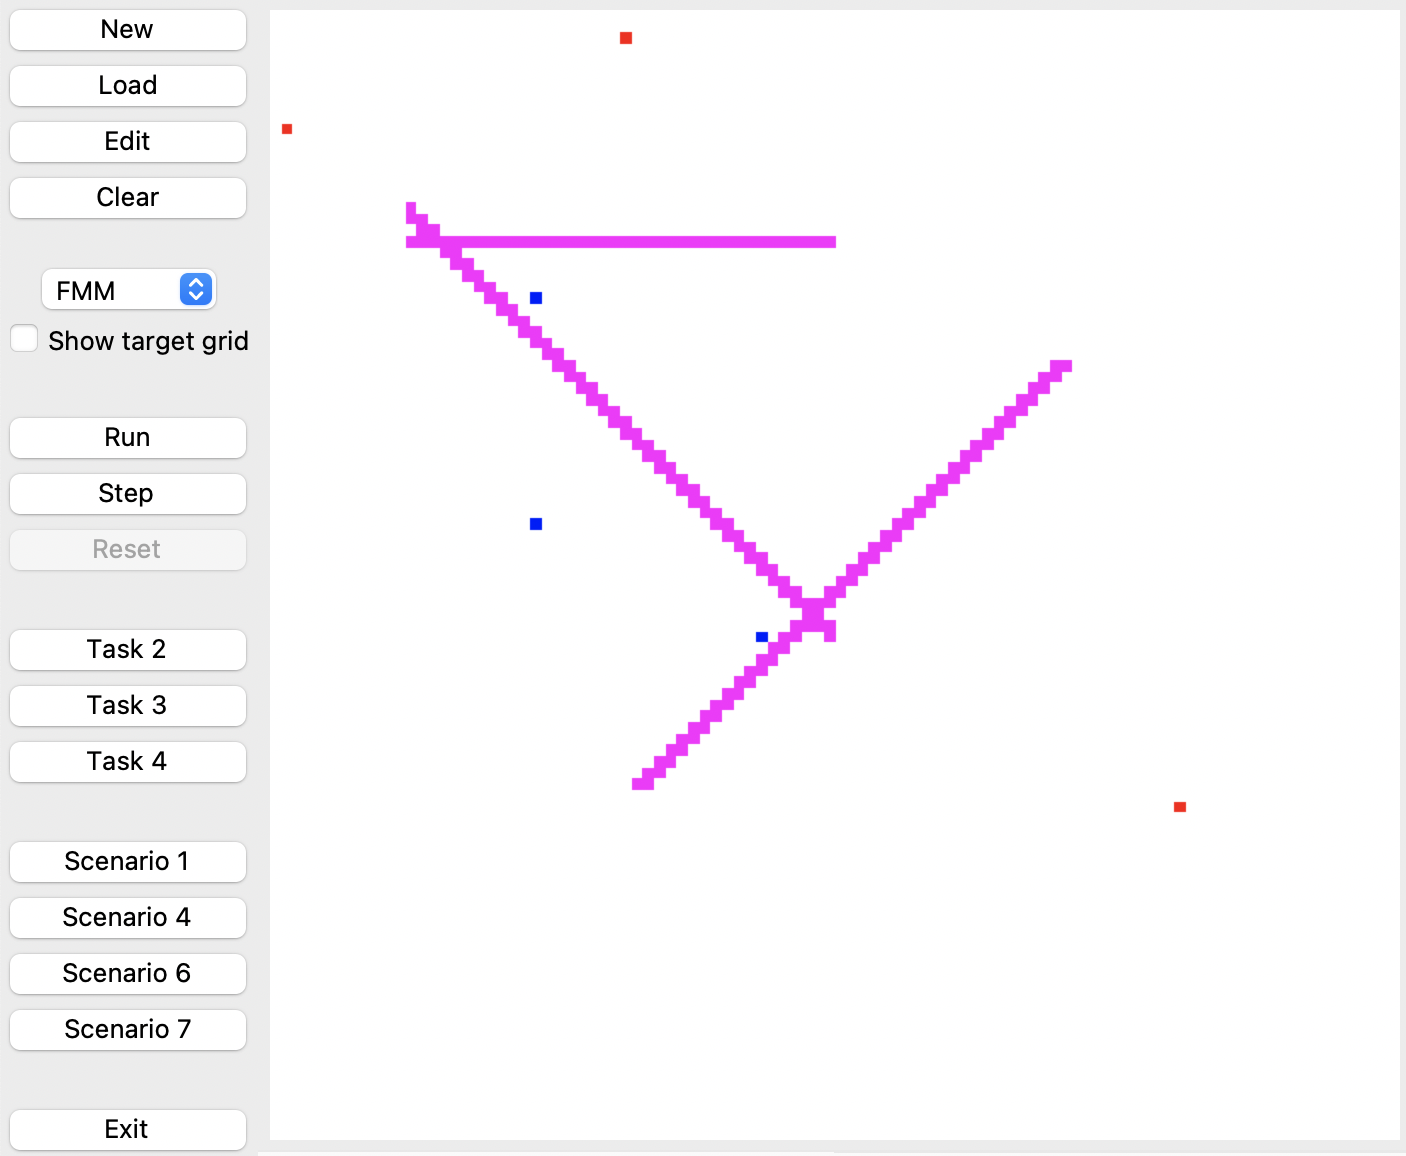 New
Load
Edit
Clear
FMM
Show target grid
Run
Step
Reset
Task 2
Task 3
Task 4
Scenario 1
Scenario 4
Scenario 6
Scenario 7
Exit